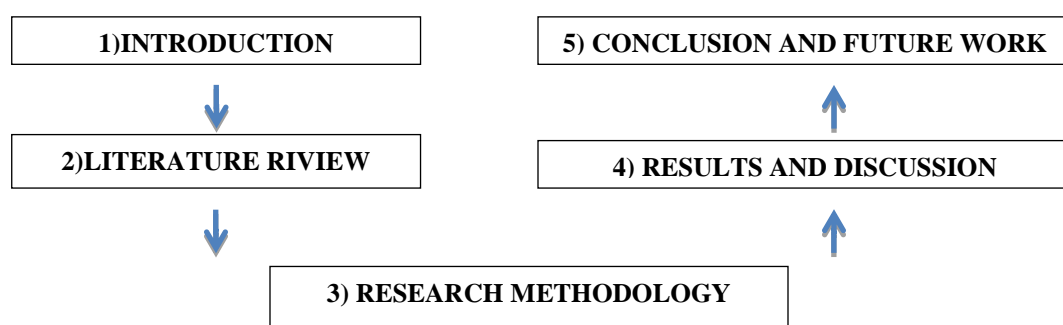 1)INTRODUCTION
2)LITERATURE RIVIEW
3) RESEARCH METHODOLOGY
4) RESULTS AND DISCUSSION
5) CONCLUSION AND FUTURE WORK